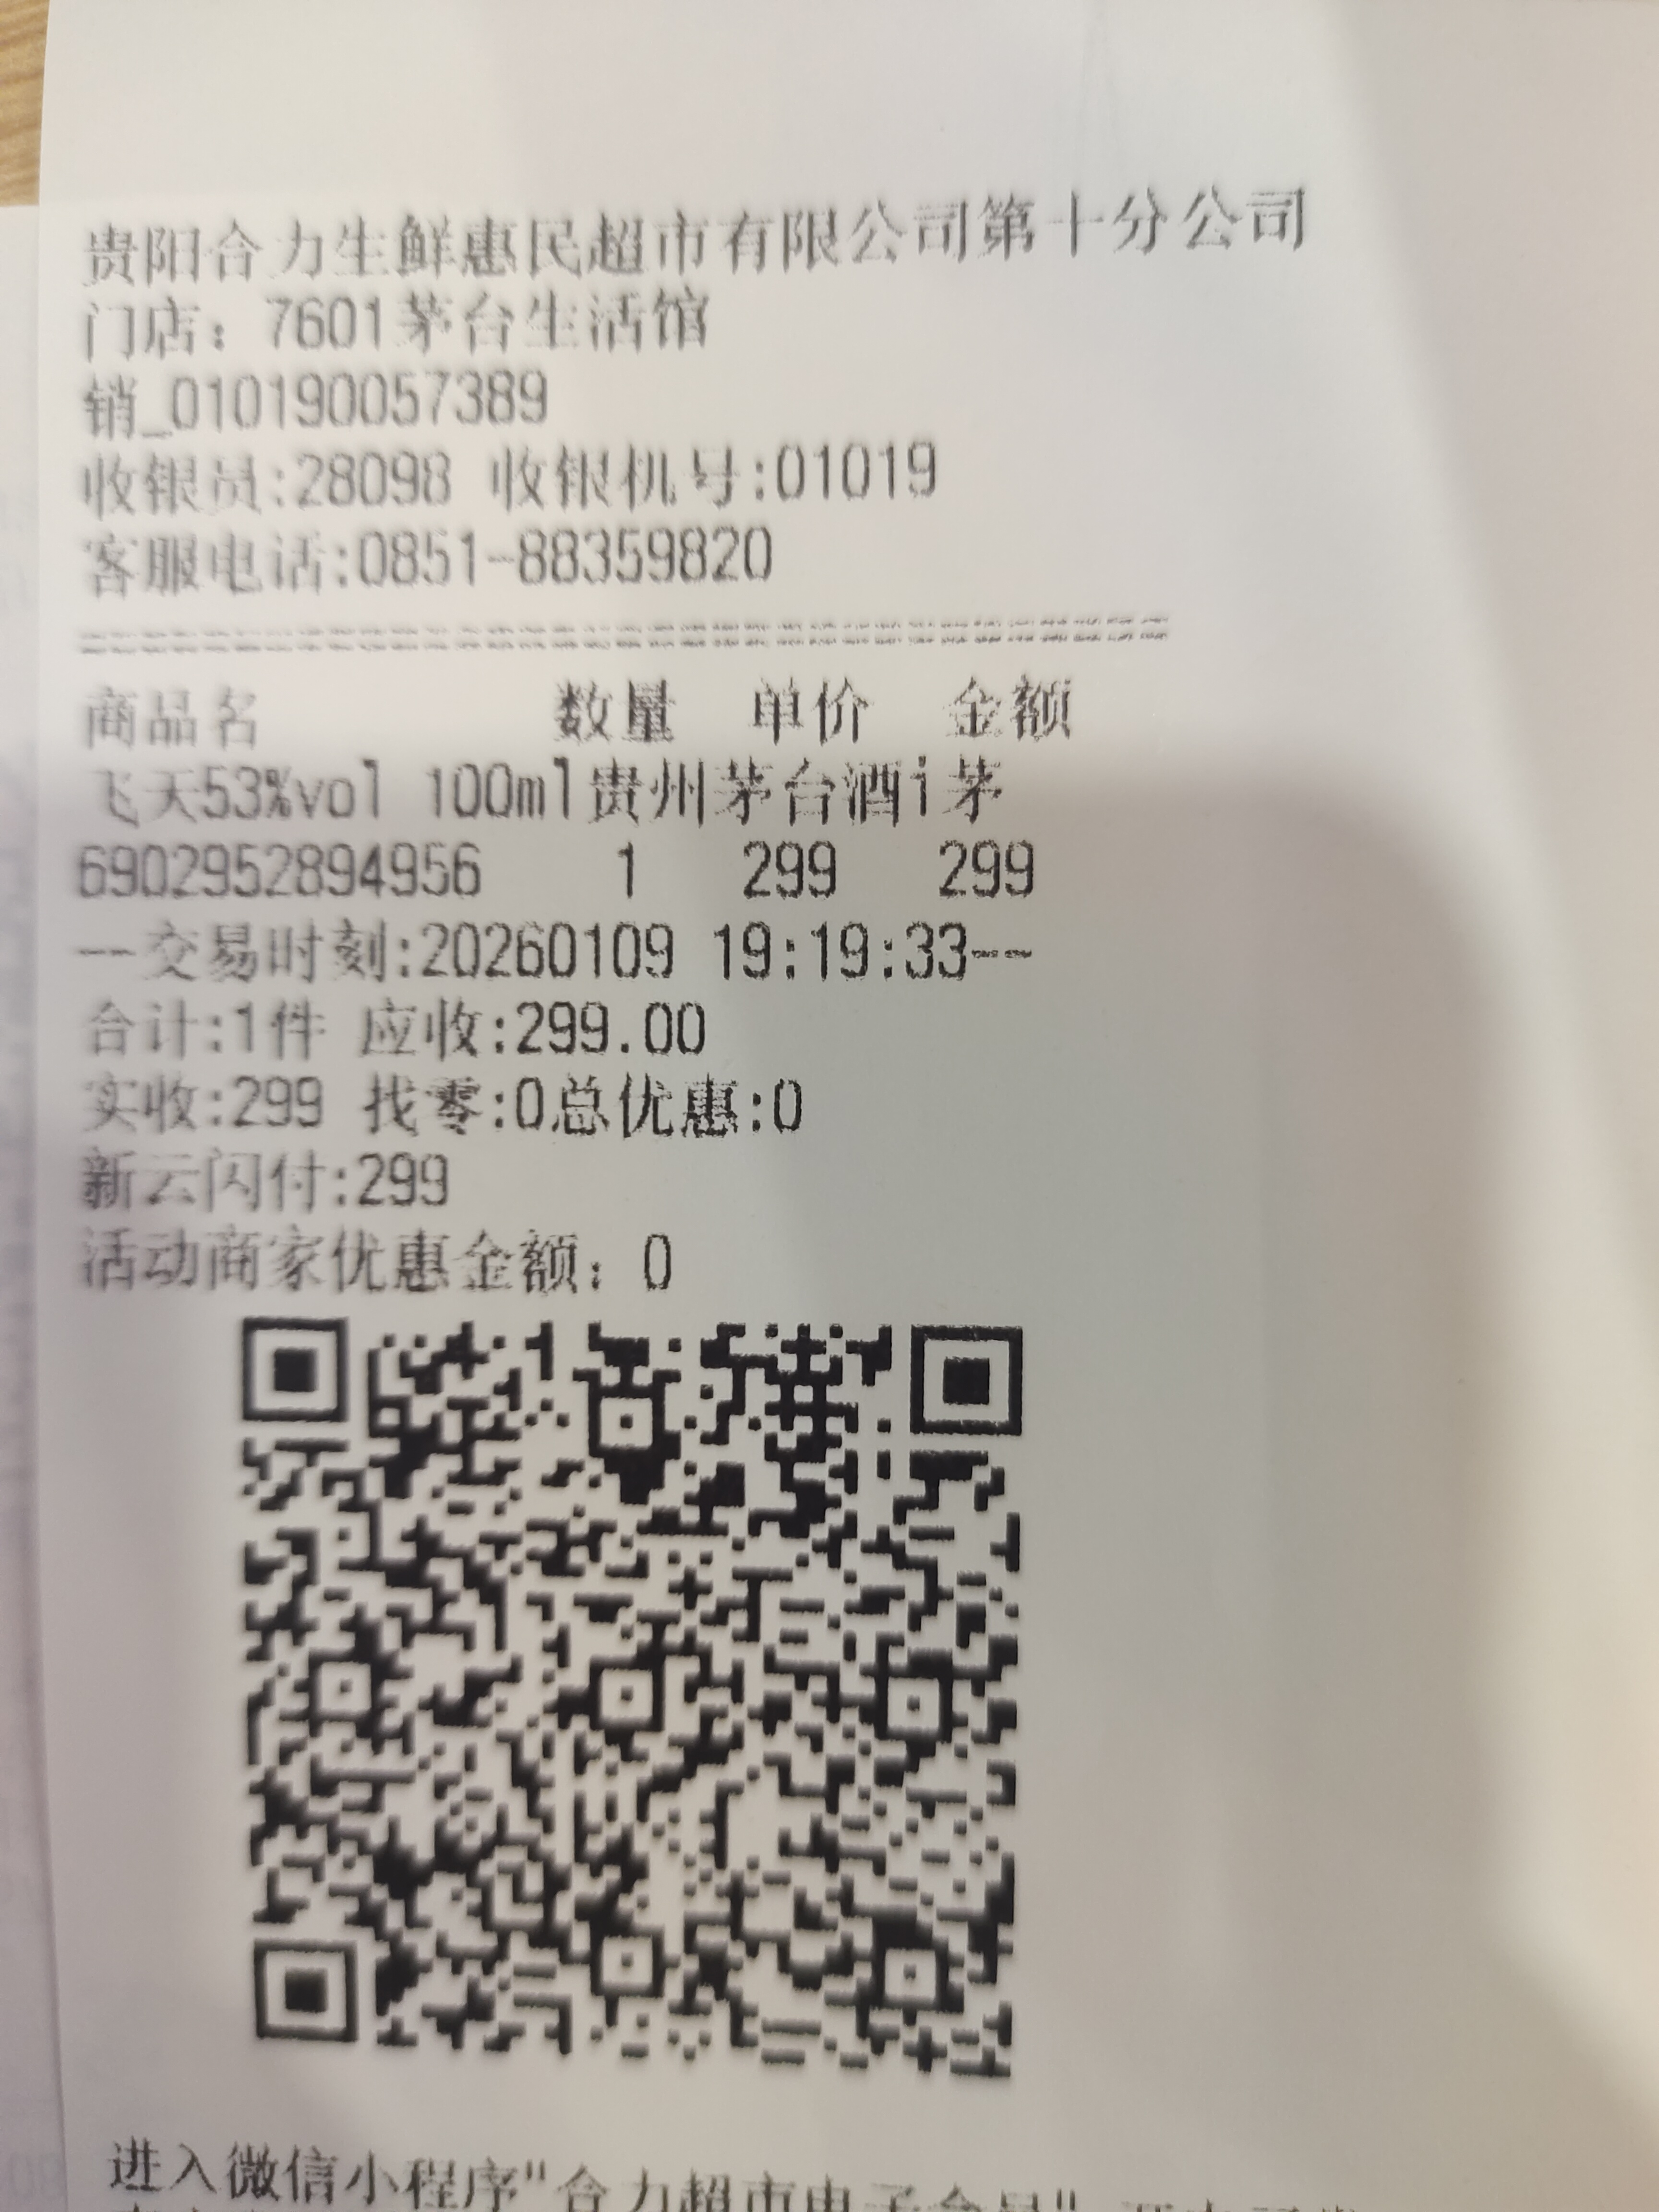 贵阳合力生鲜惠民超市有限公司第十分公司
门店：7601茅台生活馆
销_010190057389
收银员:28098 收银机号:01019
客服电话:0851-88359820
==================================
商品名 数量 单价 金额
飞天53%vol 100ml贵州茅台酒i茅
6902952894956 1 299 299
--交易时刻:20260109 19:19:33--
合计:1件 应收:299.00
实收:299 找零:0总优惠:0
新云闪付:299
活动商家优惠金额：0
进入微信小程序"合力超市电子会员"